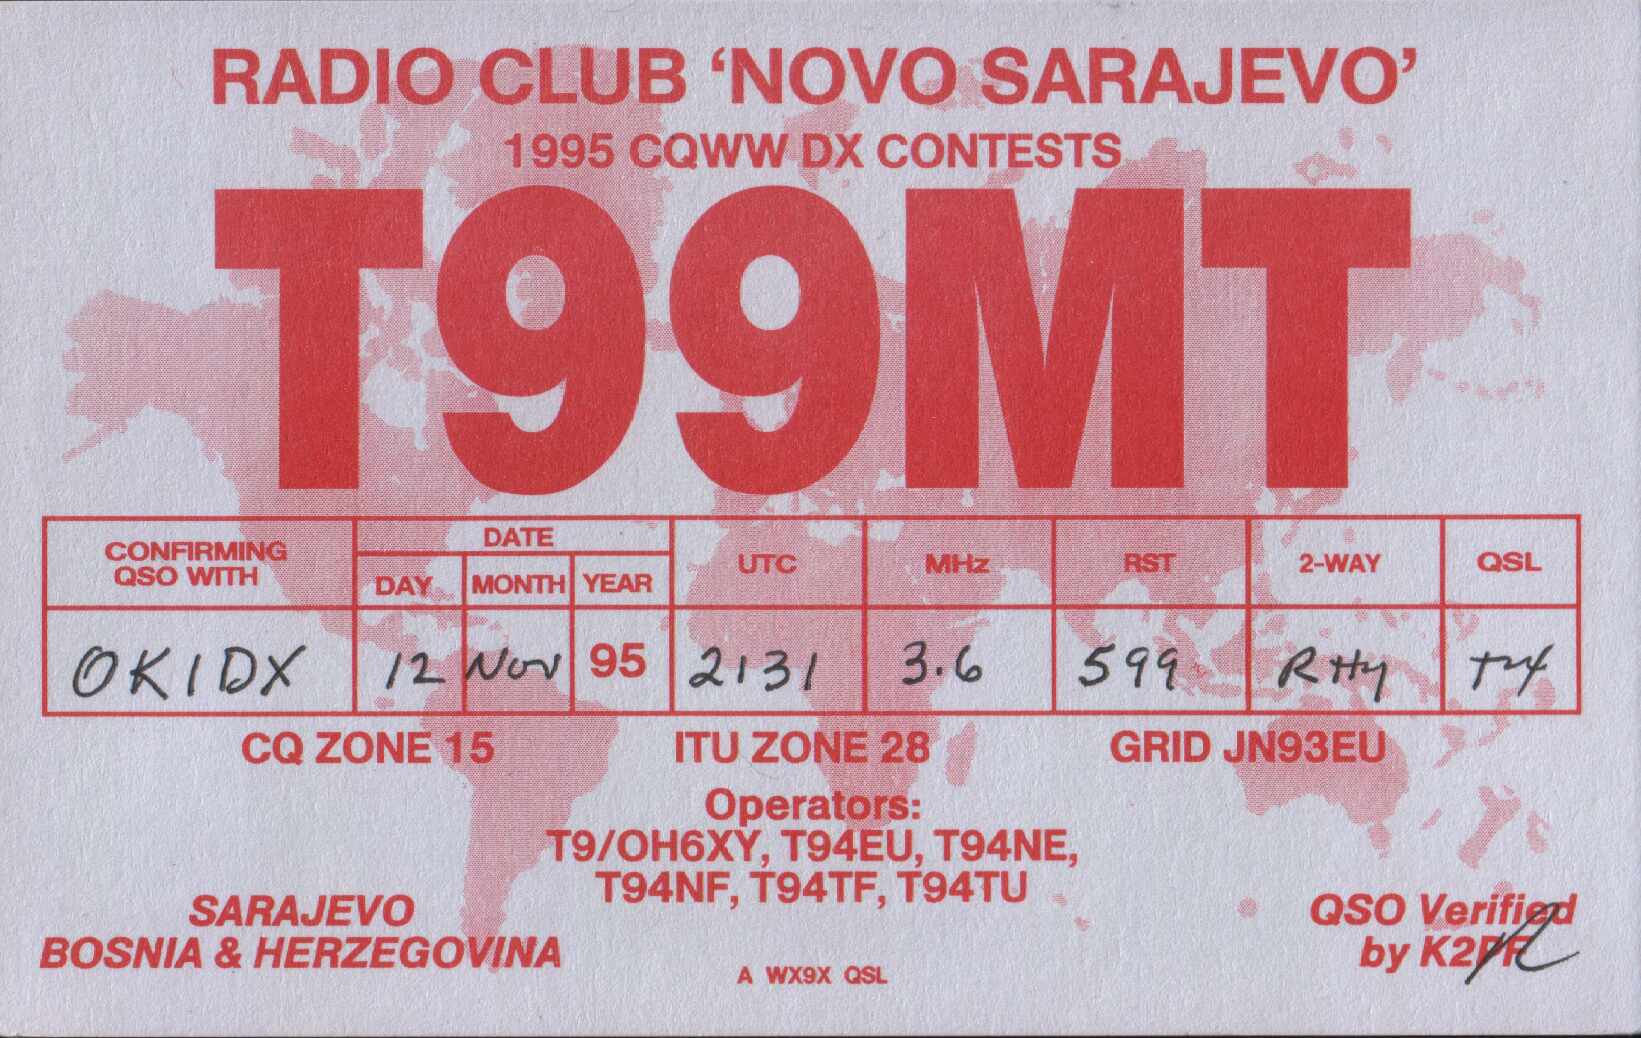 RADIO CLUB ‘NOVO SARAJEVO’
1995 CQWW DX CONTESTS
T99MT
CONFIRMING QSO WITH DATE DAY MONTH YEAR UTC MHz RST 2-WAY QSL
OK1DX 12 Nov 95 2131 3.6 599 RTTY TNX
CQ ZONE 15 ITU ZONE 28 GRID JN93EU
Operators:
T9/OH6XY, T94EU, T94NE,
T94NF, T94TF, T94TU
SARAJEVO
BOSNIA & HERZEGOVINA
QSO Verified
by K2PF
A WX9X QSL